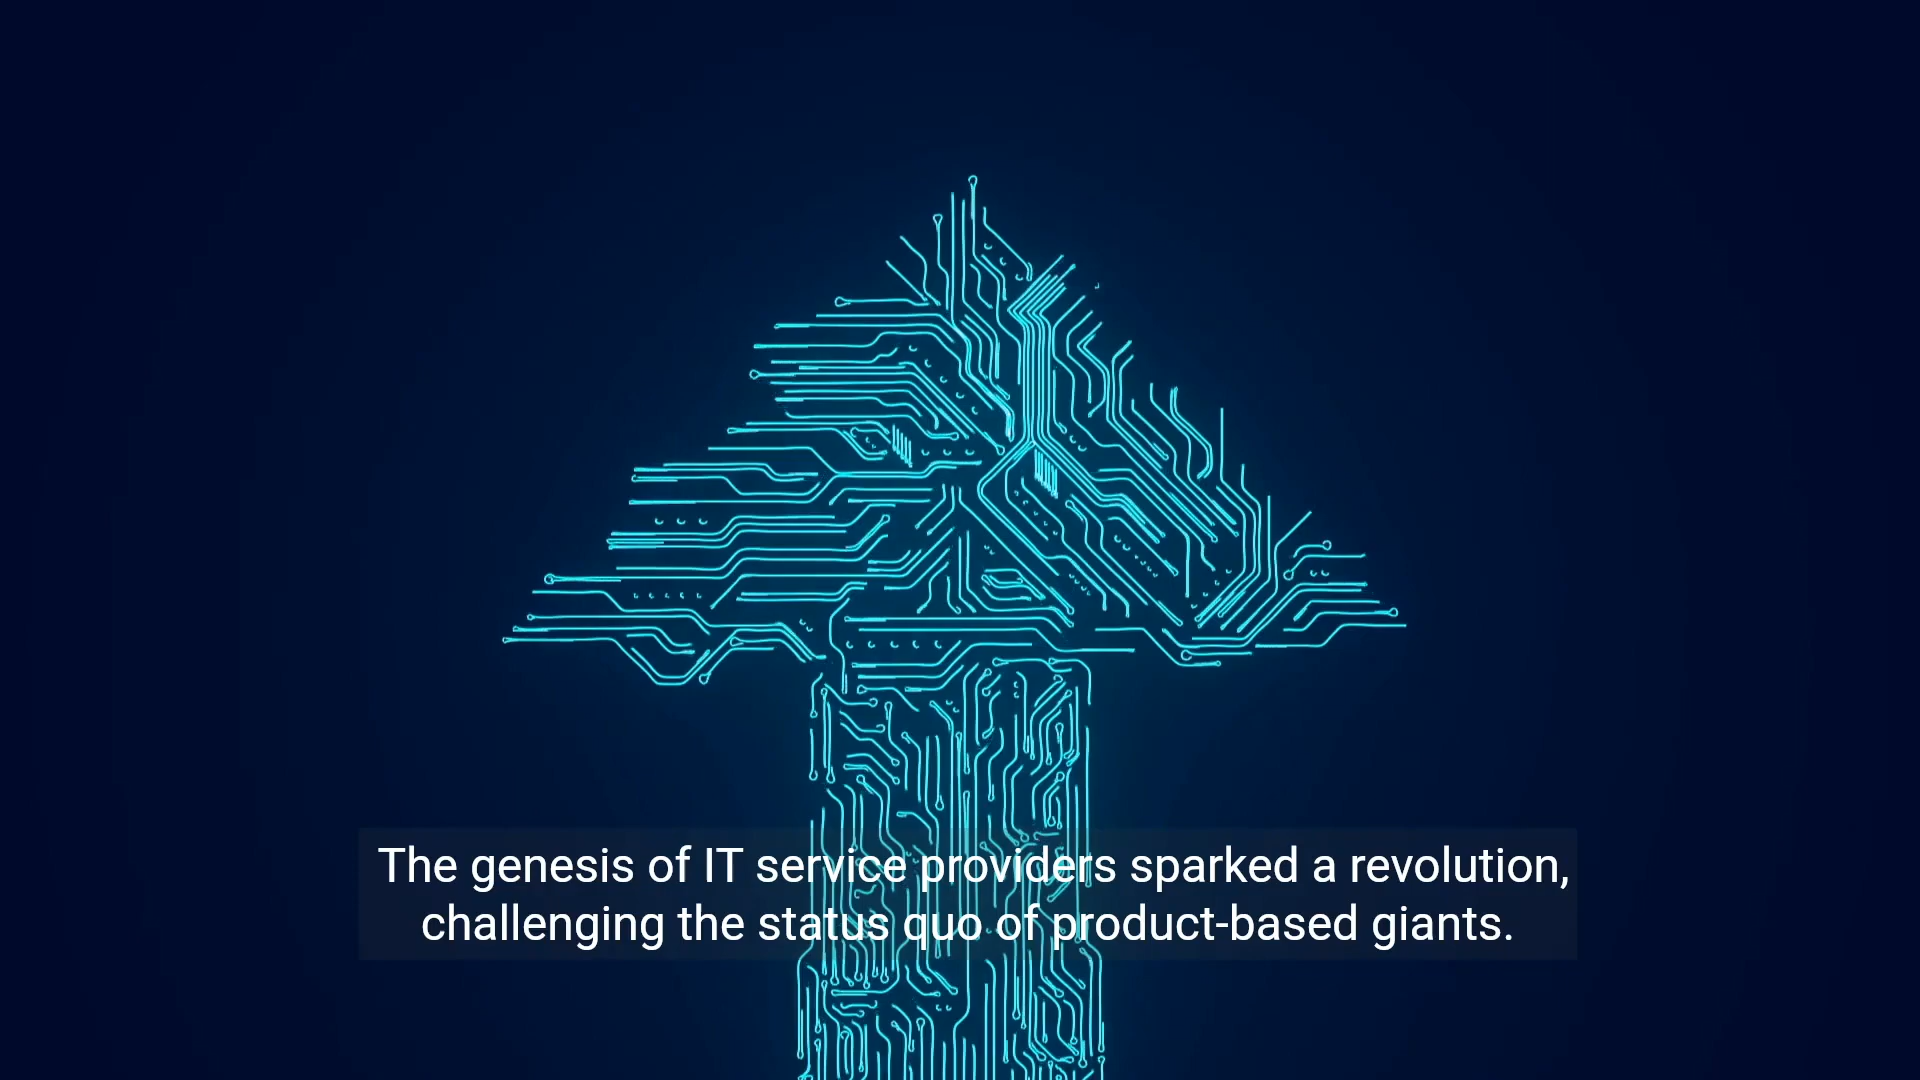 The genesis of IT service providers sparked a revolution,
challenging the status quo of product-based giants.